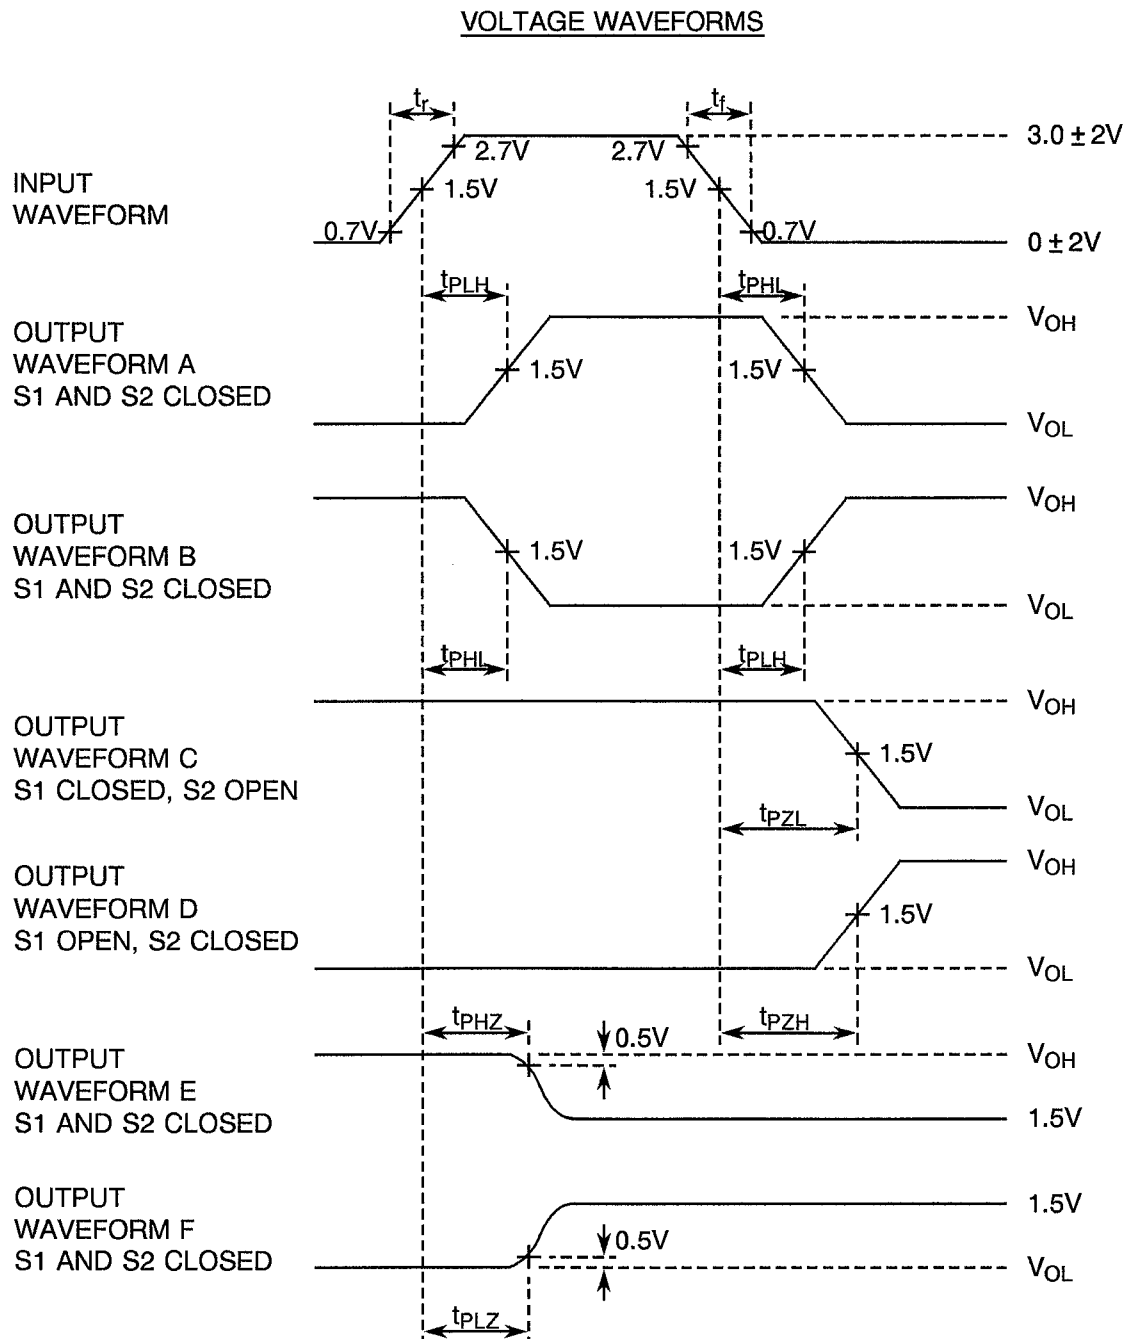 VOLTAGE WAVEFORMS
tr
tf
3.0 ± 2V
2.7V
2.7V
INPUT
WAVEFORM
1.5V
1.5V
0.7V
0.7V
0 ± 2V
tPLH
tPHL
VOH
OUTPUT
WAVEFORM A
S1 AND S2 CLOSED
1.5V
1.5V
VOL
VOH
OUTPUT
WAVEFORM B
S1 AND S2 CLOSED
1.5V
1.5V
VOL
tPHL
tPLH
VOH
OUTPUT
WAVEFORM C
S1 CLOSED, S2 OPEN
1.5V
VOL
tPZL
VOH
OUTPUT
WAVEFORM D
S1 OPEN, S2 CLOSED
1.5V
VOL
tPHZ
tPZH
0.5V
VOH
OUTPUT
WAVEFORM E
S1 AND S2 CLOSED
1.5V
OUTPUT
WAVEFORM F
S1 AND S2 CLOSED
1.5V
0.5V
VOL
tPLZ